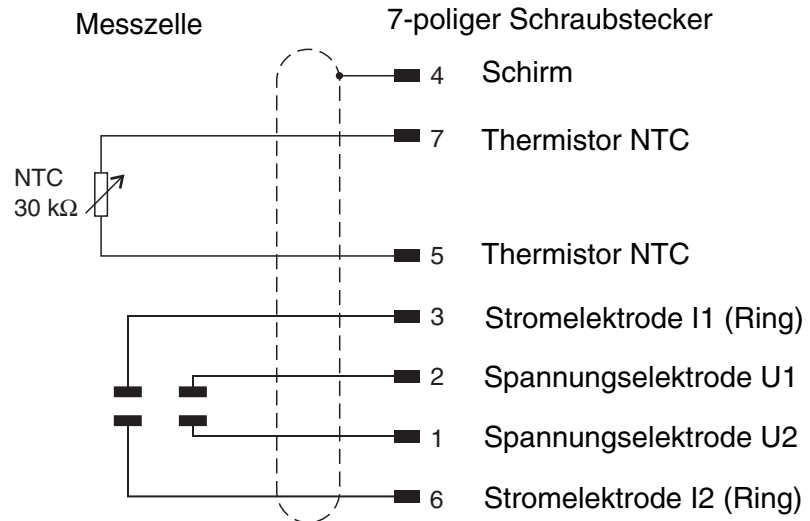 Messzelle
7-poliger Schraubstecker
4 Schirm
7 Thermistor NTC
NTC
30 kΩ
5 Thermistor NTC
3 Stromelektrode I1 (Ring)
2 Spannungselektrode U1
1 Spannungselektrode U2
6 Stromelektrode I2 (Ring)